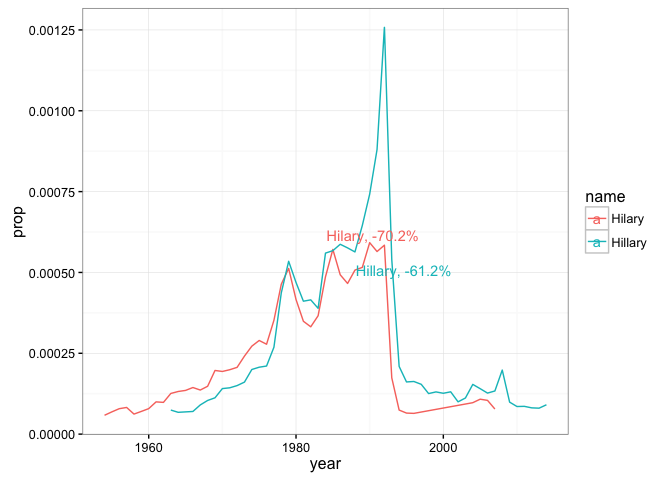 0.00125
0.00100
0.00075
0.00050
0.00025
0.00000
prop
Hilary, -70.2%
Hillary, -61.2%
1960 1980 2000
year
name
a Hilary
a Hillary